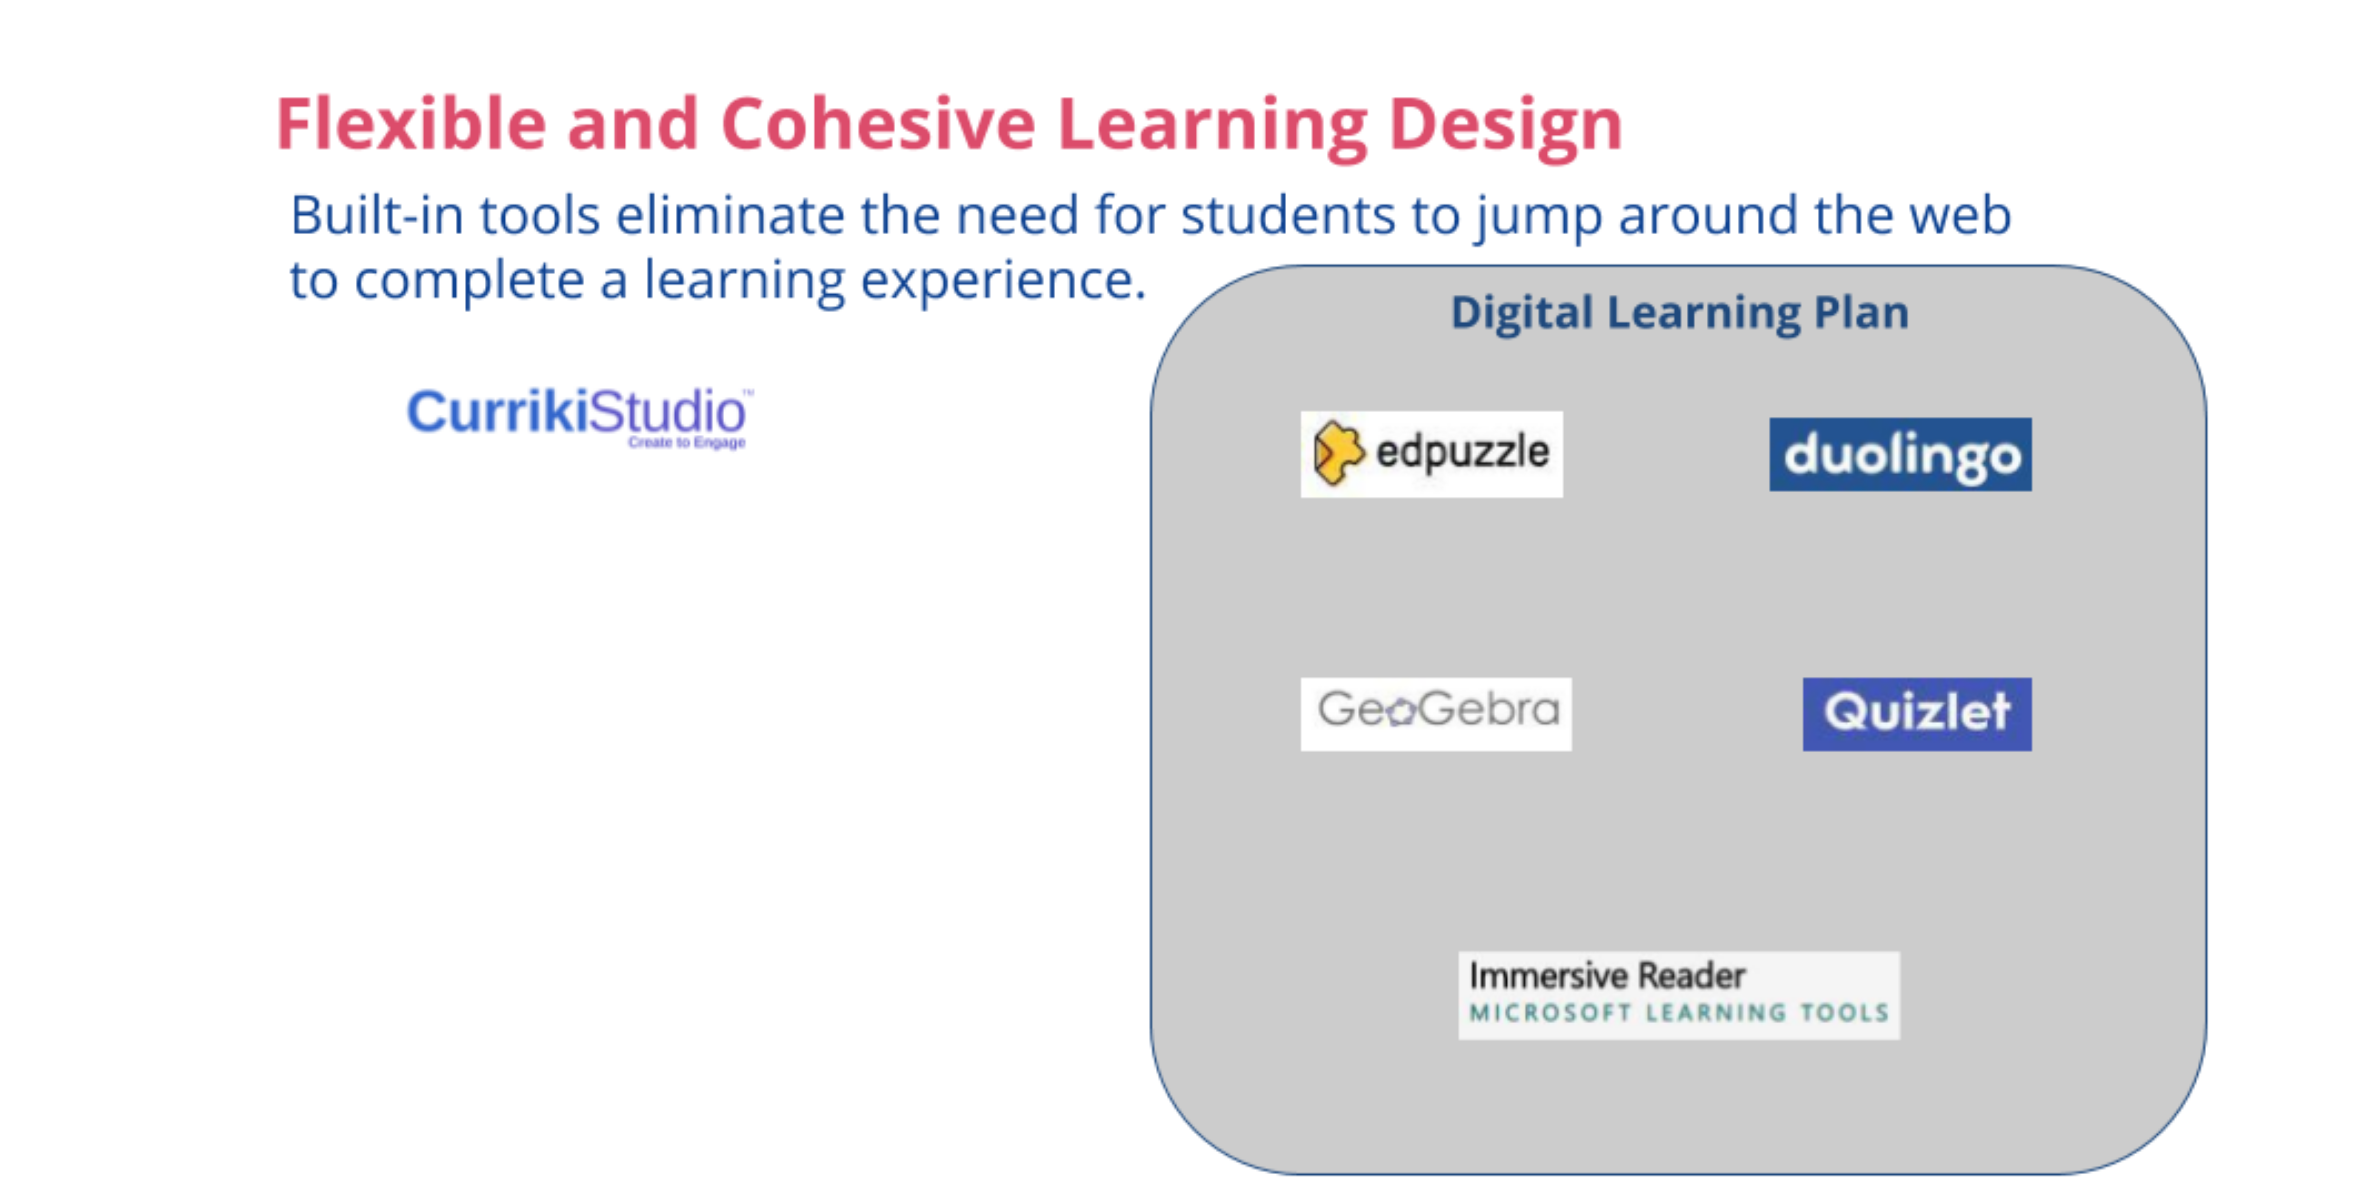 Flexible and Cohesive Learning Design
Built-in tools eliminate the need for students to jump around the web
to complete a learning experience.
CurrikiStudio™
Create to Engage
Digital Learning Plan
edpuzzle
duolingo
GeoGebra
Quizlet
Immersive Reader
MICROSOFT LEARNING TOOLS